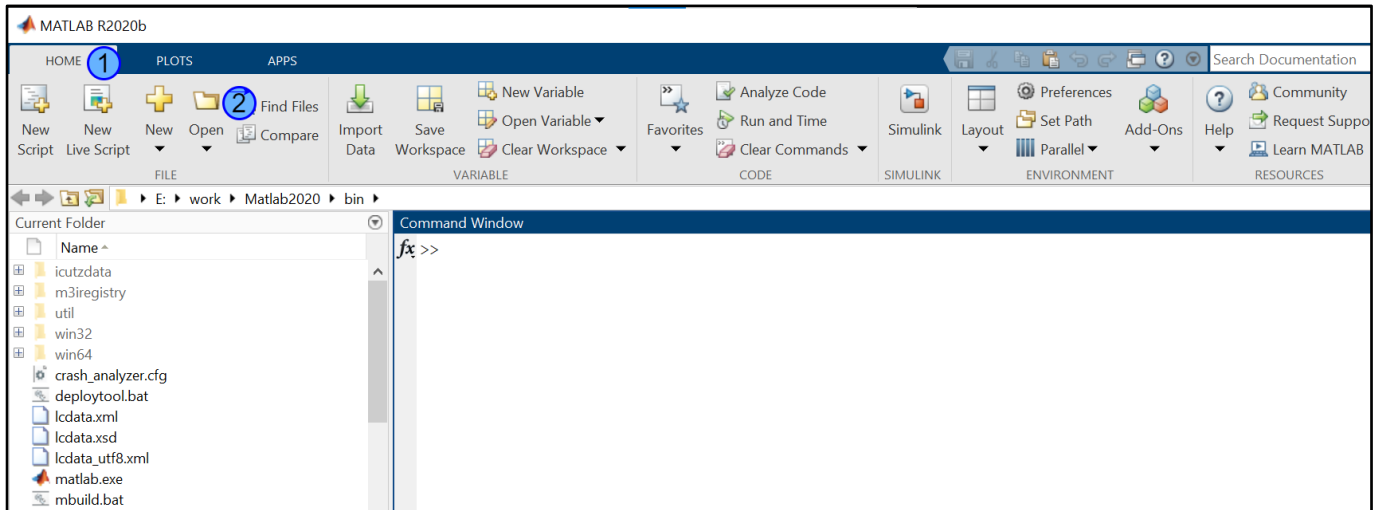 MATLAB R2020b
HOME 1 PLOTS APPS
Search Documentation
New Script
New Live Script
New
Open
2 Find Files
Compare
Import Data
Save Workspace
New Variable
Open Variable
Clear Workspace
Favorites
Analyze Code
Run and Time
Clear Commands
Simulink
Layout
Preferences
Set Path
Parallel
Add-Ons
Help
Community
Request Suppo
Learn MATLAB
FILE VARIABLE CODE SIMULINK ENVIRONMENT RESOURCES
E: work Matlab2020 bin
Current Folder
Name
icutzdata
m3iregistry
util
win32
win64
crash_analyzer.cfg
deploytool.bat
lcdata.xml
lcdata.xsd
lcdata_utf8.xml
matlab.exe
mbuild.bat
Command Window
fx >>